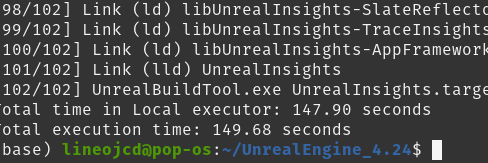 98/102] Link (ld) libUnrealInsights-SlateReflecto
99/102] Link (ld) libUnrealInsights-TraceInsights
100/102] Link (ld) libUnrealInsights-AppFramework
101/102] Link (lld) UnrealInsights
102/102] UnrealBuildTool.exe UnrealInsights.targe
otal time in Local executor: 147.90 seconds
otal execution time: 149.68 seconds
base) lineojcd@pop-os:~/UnrealEngine_4.24$